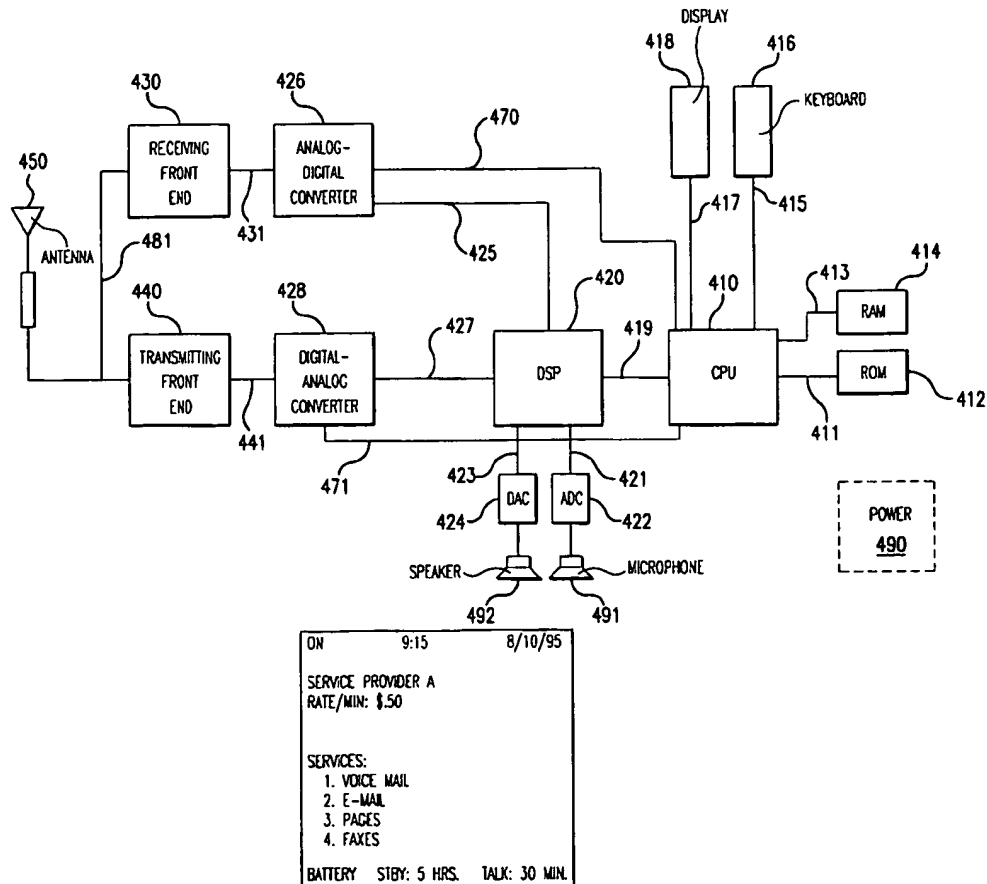 DISPLAY
418
416
430
426
470
KEYBOARD
450
RECEIVING
FRONT
END
ANALOG-
DIGITAL
CONVERTER
431
425
417
415
ANTENNA
481
420
410
413
414
440
428
427
419
RAM
TRANSMITTING
FRONT
END
DIGITAL-
ANALOG
CONVERTER
DSP
CPU
ROM
412
441
411
471
423
421
424
DAC
ADC
422
POWER
490
SPEAKER
MICROPHONE
492
491
ON 9:15 8/10/95
SERVICE PROVIDER A
RATE/MIN: $.50
SERVICES:
1. VOICE MAIL
2. E-MAIL
3. PAGES
4. FAXES
BATTERY STBY: 5 HRS. TALK: 30 MIN.